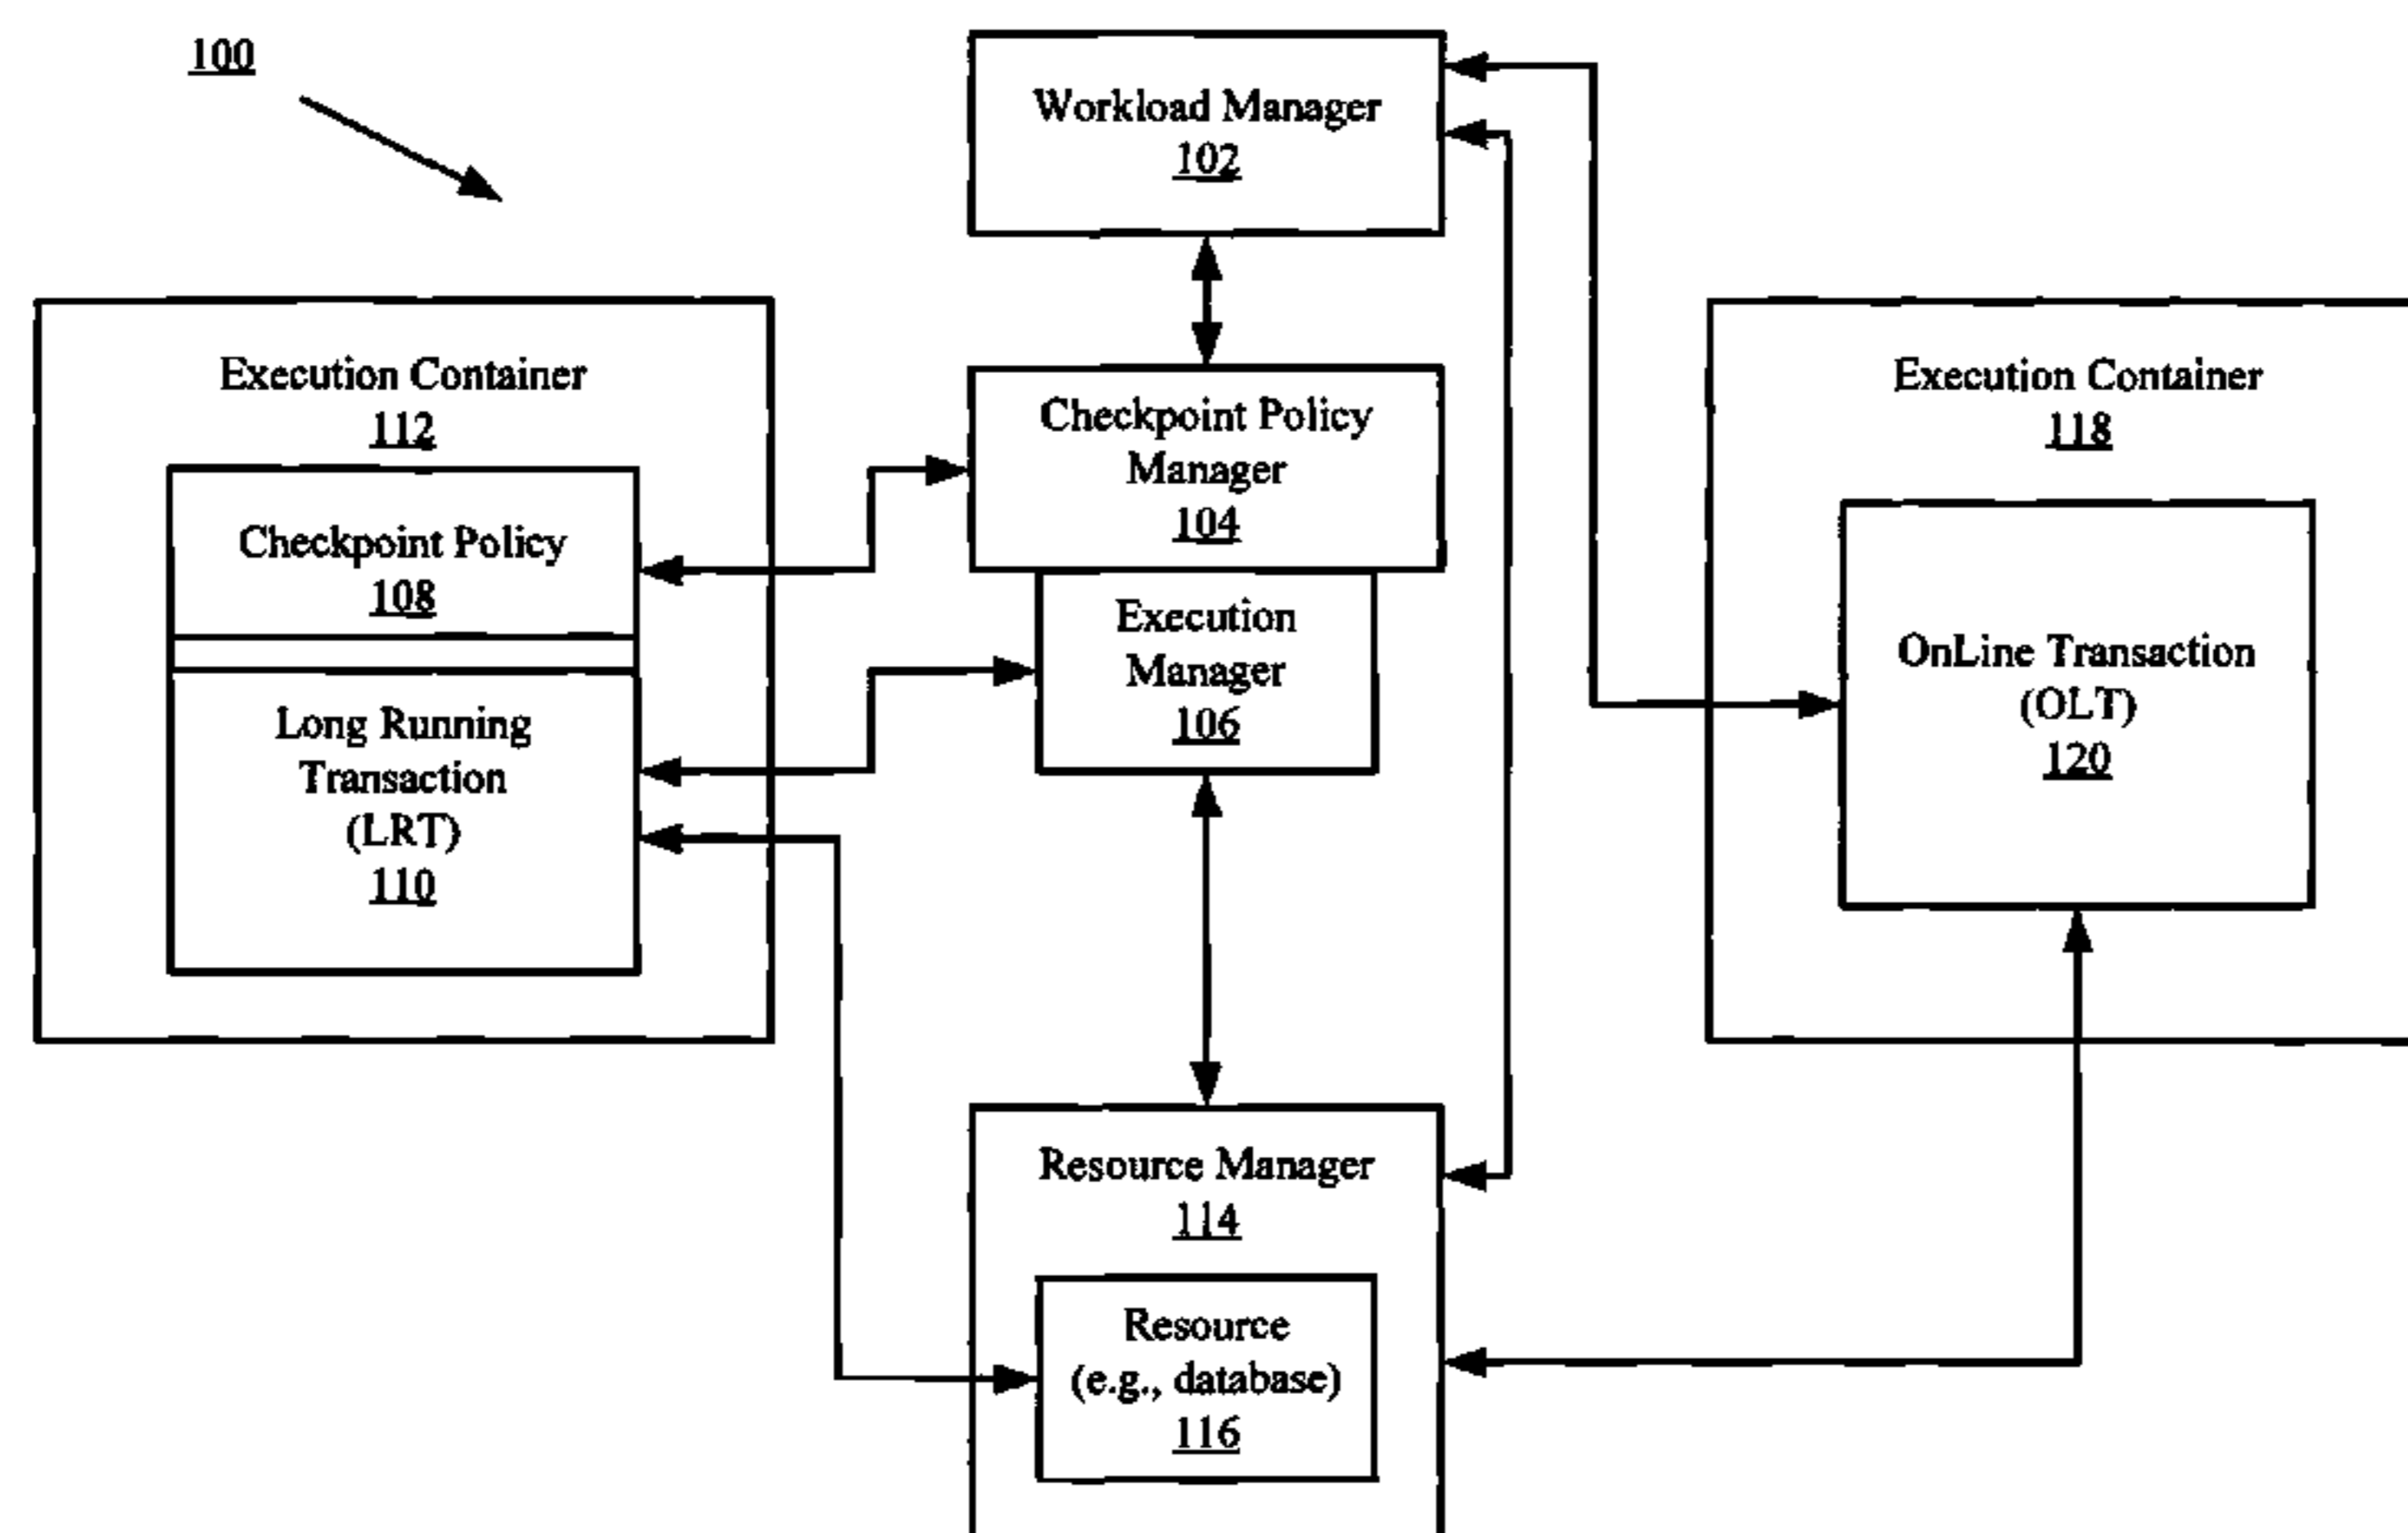 100
Workload Manager
102
Execution Container
112
Checkpoint Policy
108
Long Running
Transaction
(LRT)
110
Checkpoint Policy
Manager
104
Execution
Manager
106
Resource Manager
114
Resource
(e.g., database)
116
Execution Container
118
OnLine Transaction
(OLT)
120